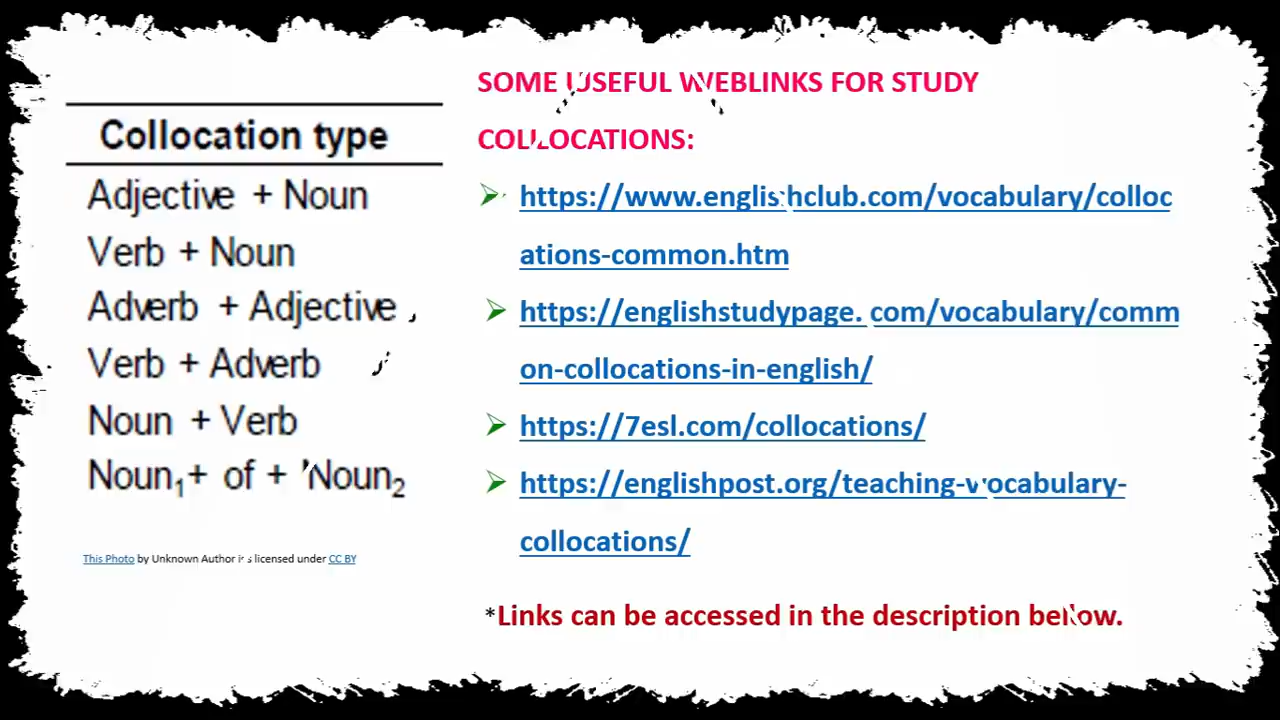 Collocation type
Adjective + Noun
Verb + Noun
Adverb + Adjective
Verb + Adverb
Noun + Verb
Noun₁+ of + Noun₂
This Photo by Unknown Author is licensed under CC BY
SOME USEFUL WEBLINKS FOR STUDY
COLLOCATIONS:
https://www.englishclub.com/vocabulary/colloc
ations-common.htm
https://englishstudypage. com/vocabulary/comm
on-collocations-in-english/
https://7esl.com/collocations/
https://englishpost.org/teaching-vocabulary-
collocations/
*Links can be accessed in the description below.